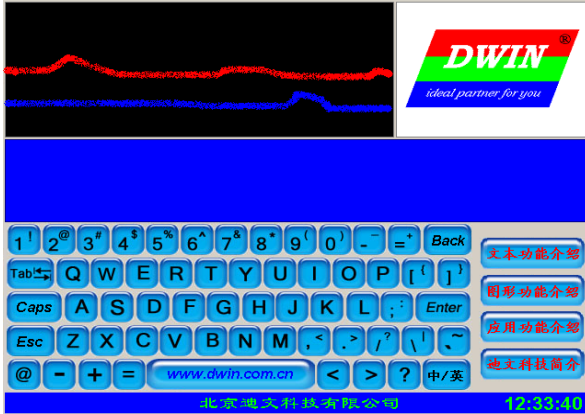 DWIN ®
ideal partner for you
1 ! 2 @ 3 # 4 $ 5 % 6 ^ 7 & 8 * 9 ( 0 ) - _ = + Back
Tab Q W E R T Y U I O P [ { ] }
Caps A S D F G H J K L ; : Enter
Esc Z X C V B N M , < . > / ? \ | ` ~
@ - + = www.dwin.com.cn < > ? 中/英
文本功能介绍
图形功能介绍
应用功能介绍
迪文科技简介
北京迪文科技有限公司
12:33:40